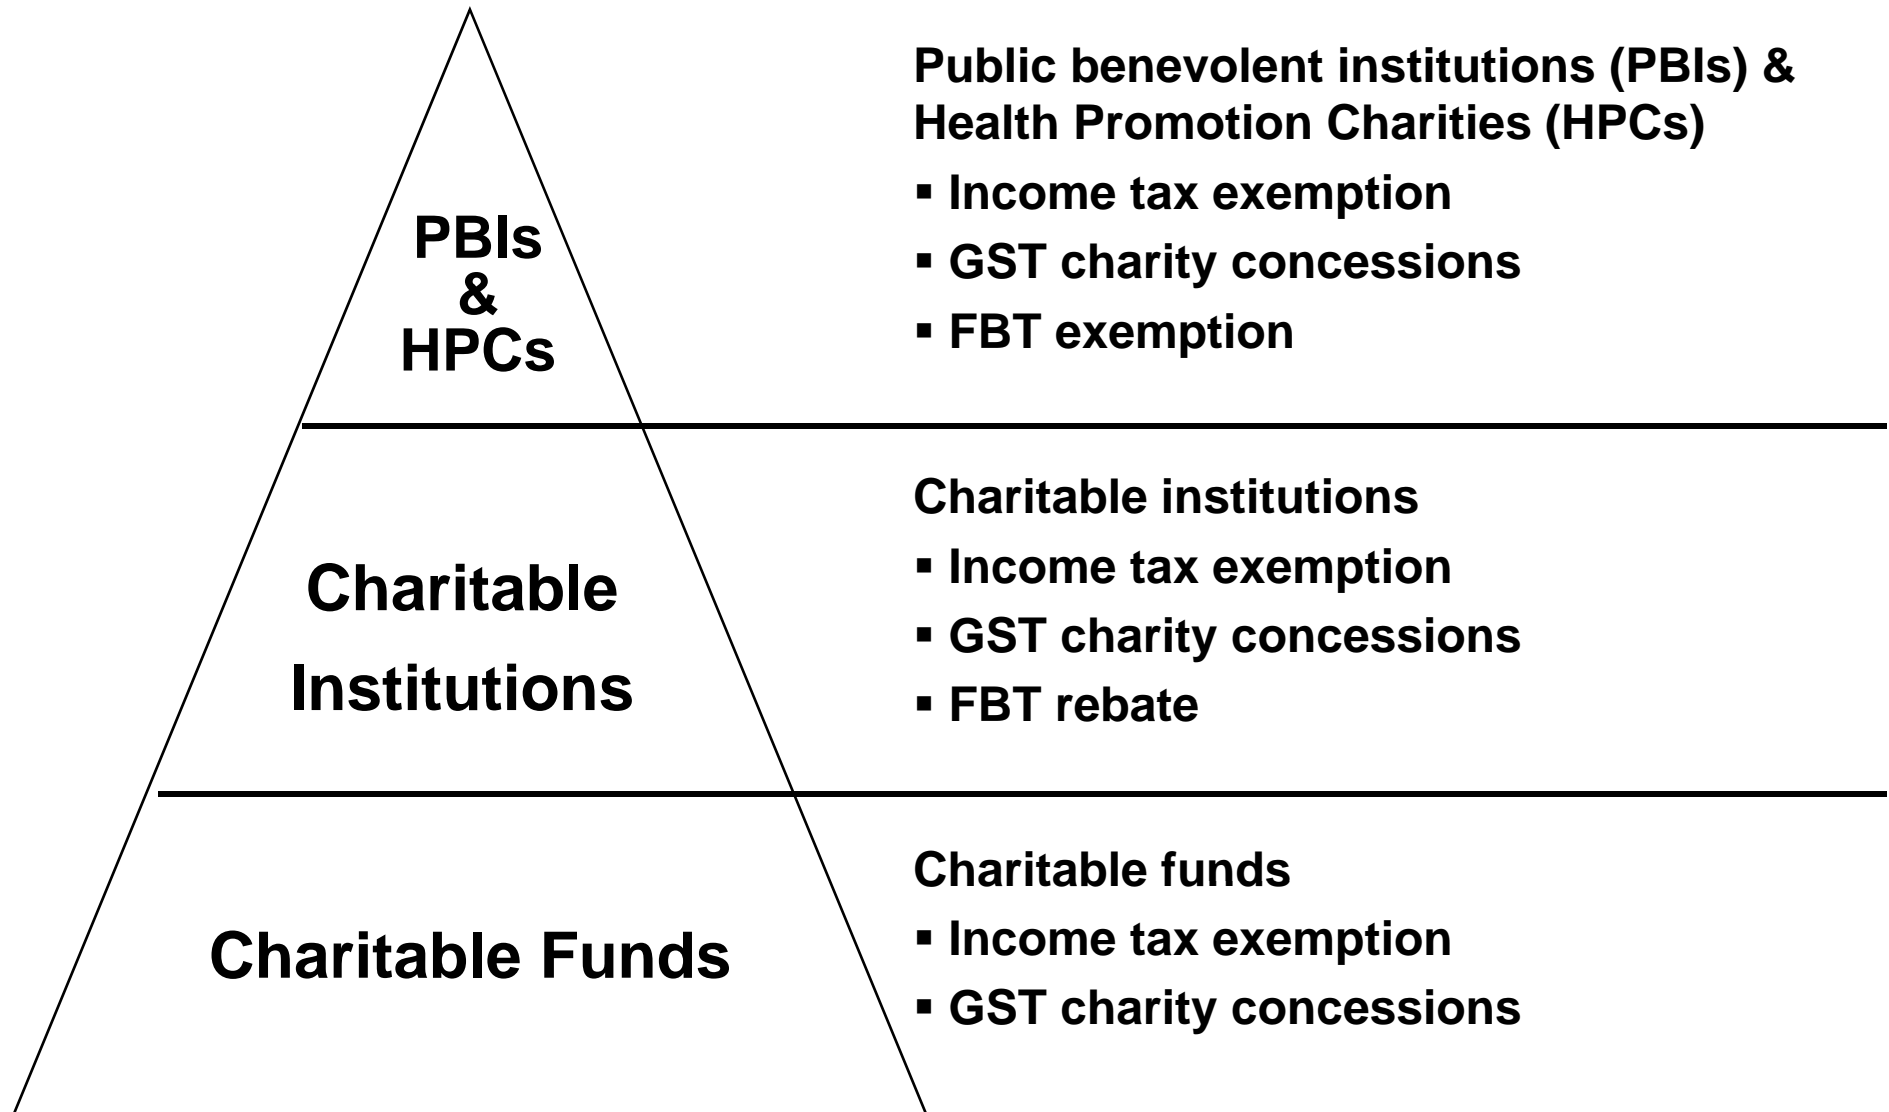 PBIs
&
HPCs
Public benevolent institutions (PBIs) &
Health Promotion Charities (HPCs)
▪ Income tax exemption
▪ GST charity concessions
▪ FBT exemption
Charitable
Institutions
Charitable institutions
▪ Income tax exemption
▪ GST charity concessions
▪ FBT rebate
Charitable Funds
Charitable funds
▪ Income tax exemption
▪ GST charity concessions